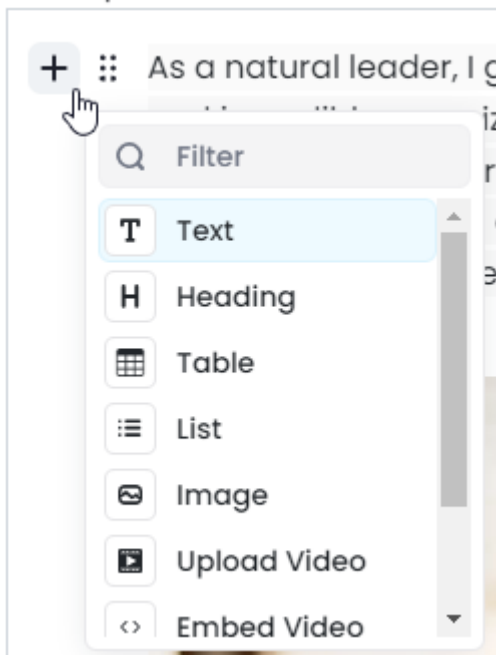 As a natural leader, I g
Filter
T Text
H Heading
Table
List
Image
Upload Video
Embed Video